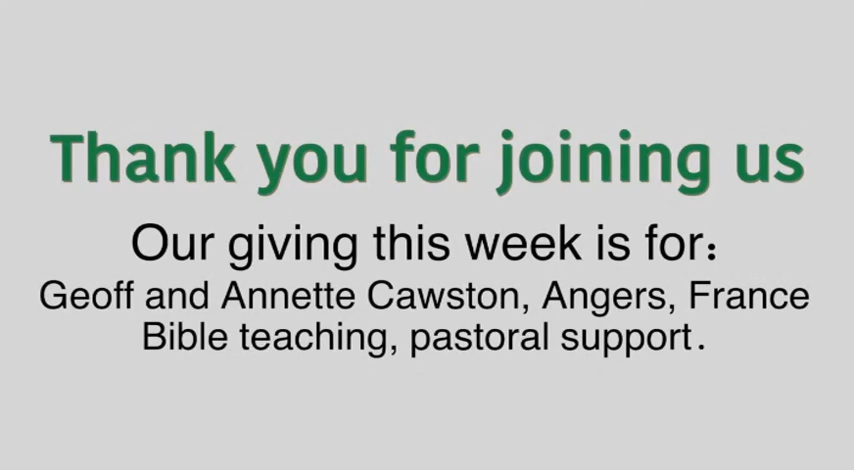 Thank you for joining us
Our giving this week is for:
Geoff and Annette Cawston, Angers, France
Bible teaching, pastoral support.